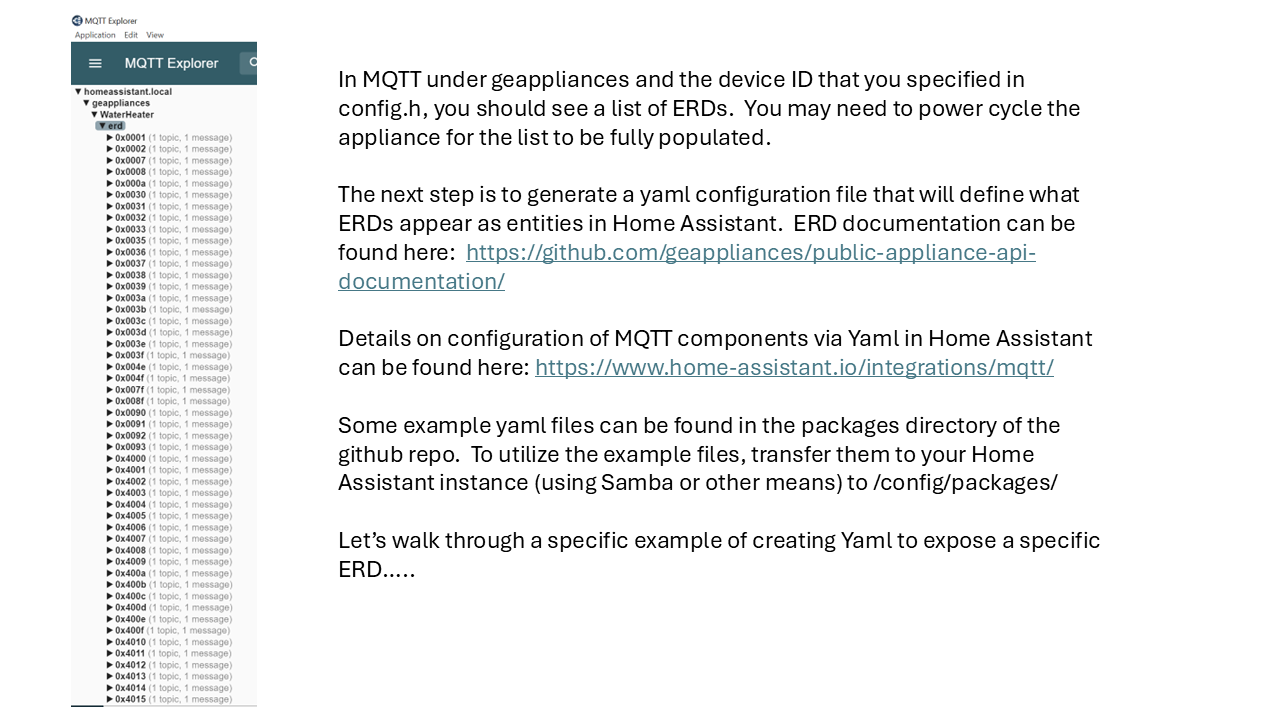 MQTT Explorer
Application Edit View
MQTT Explorer
▼ homeassistant.local
▼ geappliances
▼ WaterHeater
▼ erd
▶ 0x0001 (1 topic, 1 message)
▶ 0x0002 (1 topic, 1 message)
▶ 0x0007 (1 topic, 1 message)
▶ 0x0008 (1 topic, 1 message)
▶ 0x000a (1 topic, 1 message)
▶ 0x0030 (1 topic, 1 message)
▶ 0x0031 (1 topic, 1 message)
▶ 0x0032 (1 topic, 1 message)
▶ 0x0033 (1 topic, 1 message)
▶ 0x0035 (1 topic, 1 message)
▶ 0x0036 (1 topic, 1 message)
▶ 0x0037 (1 topic, 1 message)
▶ 0x0038 (1 topic, 1 message)
▶ 0x0039 (1 topic, 1 message)
▶ 0x003a (1 topic, 1 message)
▶ 0x003b (1 topic, 1 message)
▶ 0x003c (1 topic, 1 message)
▶ 0x003d (1 topic, 1 message)
▶ 0x003e (1 topic, 1 message)
▶ 0x003f (1 topic, 1 message)
▶ 0x004e (1 topic, 1 message)
▶ 0x004f (1 topic, 1 message)
▶ 0x007f (1 topic, 1 message)
▶ 0x008f (1 topic, 1 message)
▶ 0x0090 (1 topic, 1 message)
▶ 0x0091 (1 topic, 1 message)
▶ 0x0092 (1 topic, 1 message)
▶ 0x0093 (1 topic, 1 message)
▶ 0x4000 (1 topic, 1 message)
▶ 0x4001 (1 topic, 1 message)
▶ 0x4002 (1 topic, 1 message)
▶ 0x4003 (1 topic, 1 message)
▶ 0x4004 (1 topic, 1 message)
▶ 0x4005 (1 topic, 1 message)
▶ 0x4006 (1 topic, 1 message)
▶ 0x4007 (1 topic, 1 message)
▶ 0x4008 (1 topic, 1 message)
▶ 0x4009 (1 topic, 1 message)
▶ 0x400a (1 topic, 1 message)
▶ 0x400b (1 topic, 1 message)
▶ 0x400c (1 topic, 1 message)
▶ 0x400d (1 topic, 1 message)
▶ 0x400e (1 topic, 1 message)
▶ 0x400f (1 topic, 1 message)
▶ 0x4010 (1 topic, 1 message)
▶ 0x4011 (1 topic, 1 message)
▶ 0x4012 (1 topic, 1 message)
▶ 0x4013 (1 topic, 1 message)
▶ 0x4014 (1 topic, 1 message)
▶ 0x4015 (1 topic, 1 message)
In MQTT under geappliances and the device ID that you specified in
config.h, you should see a list of ERDs.  You may need to power cycle the
appliance for the list to be fully populated.
The next step is to generate a yaml configuration file that will define what
ERDs appear as entities in Home Assistant.  ERD documentation can be
found here:  https://github.com/geappliances/public-appliance-api-
documentation/
Details on configuration of MQTT components via Yaml in Home Assistant
can be found here: https://www.home-assistant.io/integrations/mqtt/
Some example yaml files can be found in the packages directory of the
github repo.  To utilize the example files, transfer them to your Home
Assistant instance (using Samba or other means) to /config/packages/
Let’s walk through a specific example of creating Yaml to expose a specific
ERD…..